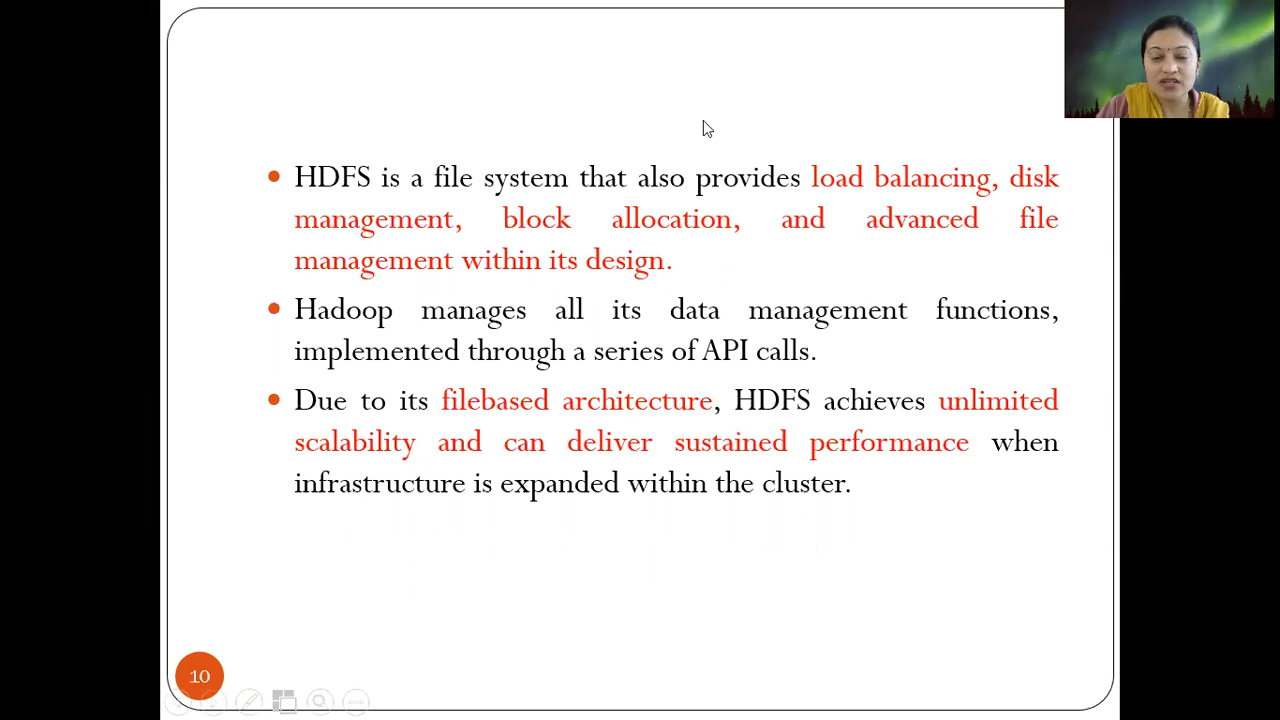 HDFS is a file system that also provides load balancing, disk
management, block allocation, and advanced file
management within its design.
Hadoop manages all its data management functions,
implemented through a series of API calls.
Due to its filebased architecture, HDFS achieves unlimited
scalability and can deliver sustained performance when
infrastructure is expanded within the cluster.
10